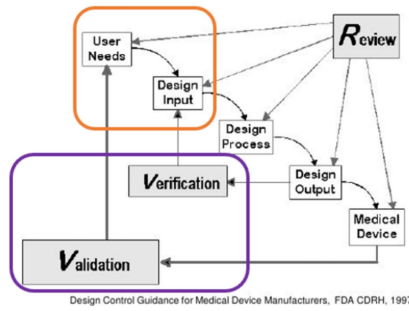 User
Needs
Review
Design
Input
Design
Process
Verification
Design
Output
Medical
Device
Validation
Design Control Guidance for Medical Device Manufacturers, FDA CDRH, 1997